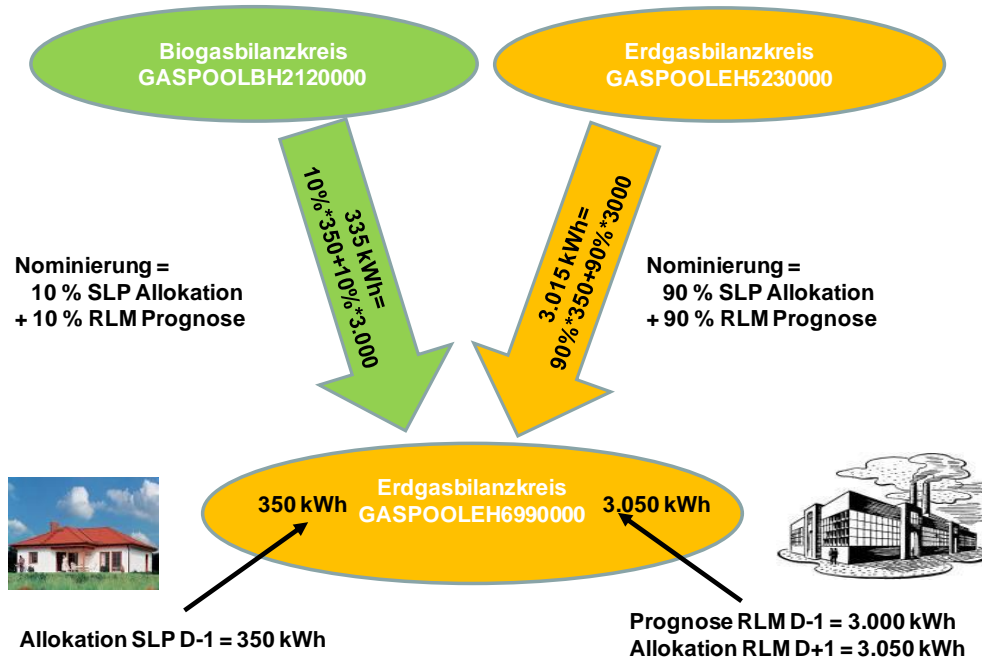 Biogasbilanzkreis
GASPOOLBH2120000
Erdgasbilanzkreis
GASPOOLEH5230000
335 kWh=
10%*350+10%*3.000
3.015 kWh=
90%*350+90%*3000
Nominierung =
10 % SLP Allokation
+ 10 % RLM Prognose
Nominierung =
90 % SLP Allokation
+ 90 % RLM Prognose
350 kWh
Erdgasbilanzkreis
GASPOOLEH6990000
3.050 kWh
Allokation SLP D-1 = 350 kWh
Prognose RLM D-1 = 3.000 kWh
Allokation RLM D+1 = 3.050 kWh